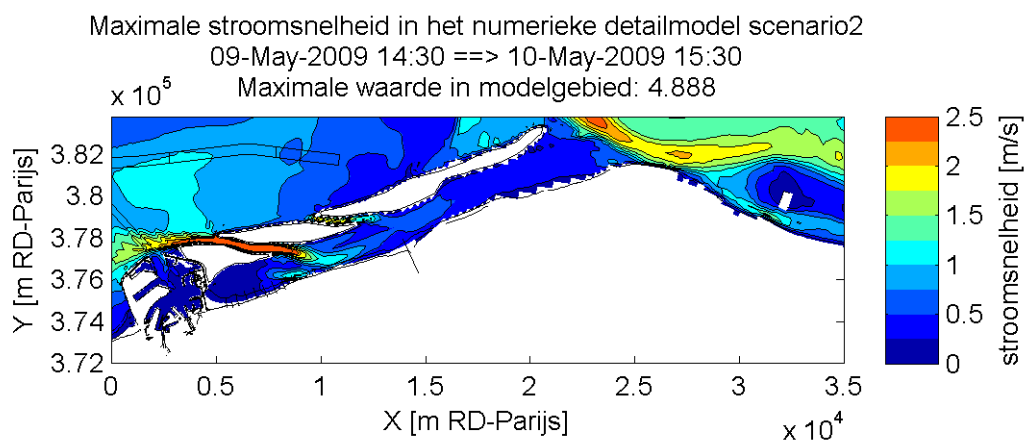 Maximale stroomsnelheid in het numerieke detailmodel scenario2
09-May-2009 14:30 ==> 10-May-2009 15:30
Maximale waarde in modelgebied: 4.888
x 10^5
3.82
3.8
3.78
3.76
3.74
3.72
Y [m RD-Parijs]
0
0.5
1
1.5
2
2.5
3
3.5
X [m RD-Parijs]
x 10^4
2.5
2
1.5
1
0.5
0
stroomsnelheid [m/s]